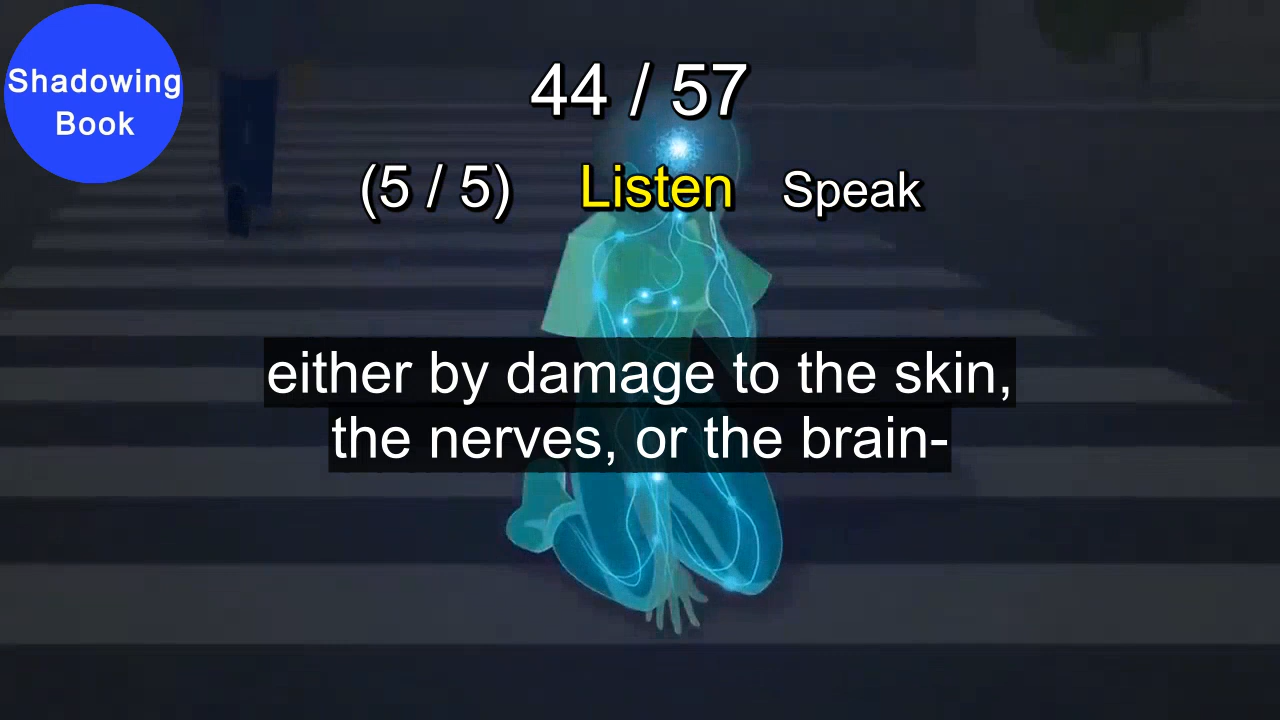 Shadowing
Book
44 / 57
(5 / 5) Listen Speak
either by damage to the skin,
the nerves, or the brain-